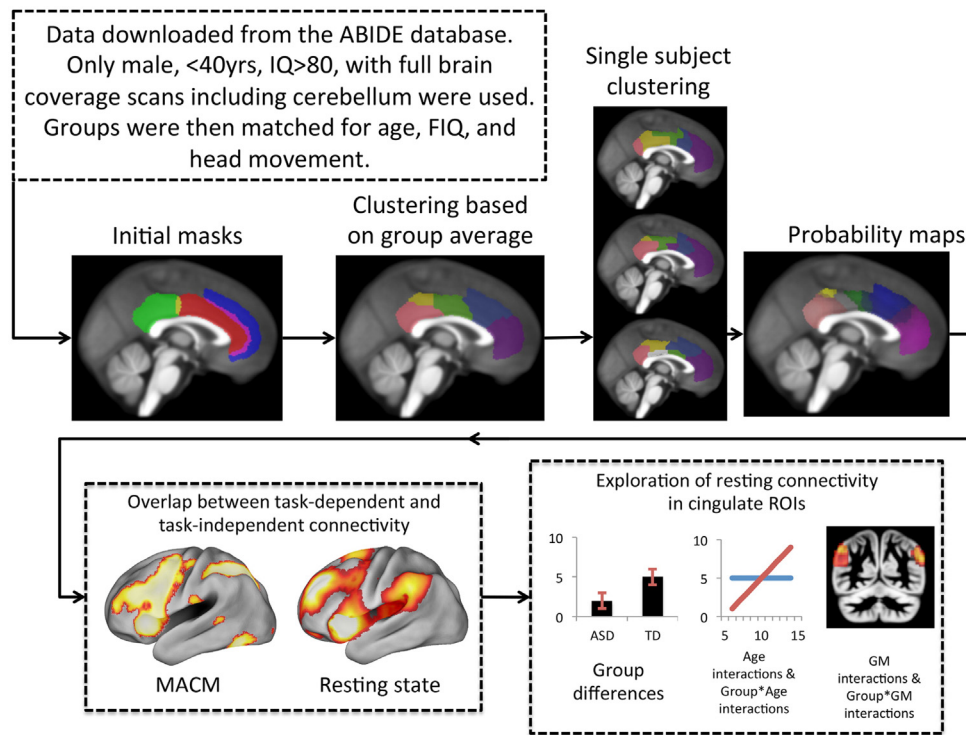 Data downloaded from the ABIDE database.
Only male, <40yrs, IQ>80, with full brain
coverage scans including cerebellum were used.
Groups were then matched for age, FIQ, and
head movement.
Single subject
clustering
Initial masks
Clustering based
on group average
Probability maps
Overlap between task-dependent and
task-independent connectivity
MACM
Resting state
Exploration of resting connectivity
in cingulate ROIs
10
5
0
ASD
TD
Group
differences
10
5
0
5
10
15
Age
interactions &
Group*Age
interactions
GM
interactions &
Group*GM
interactions